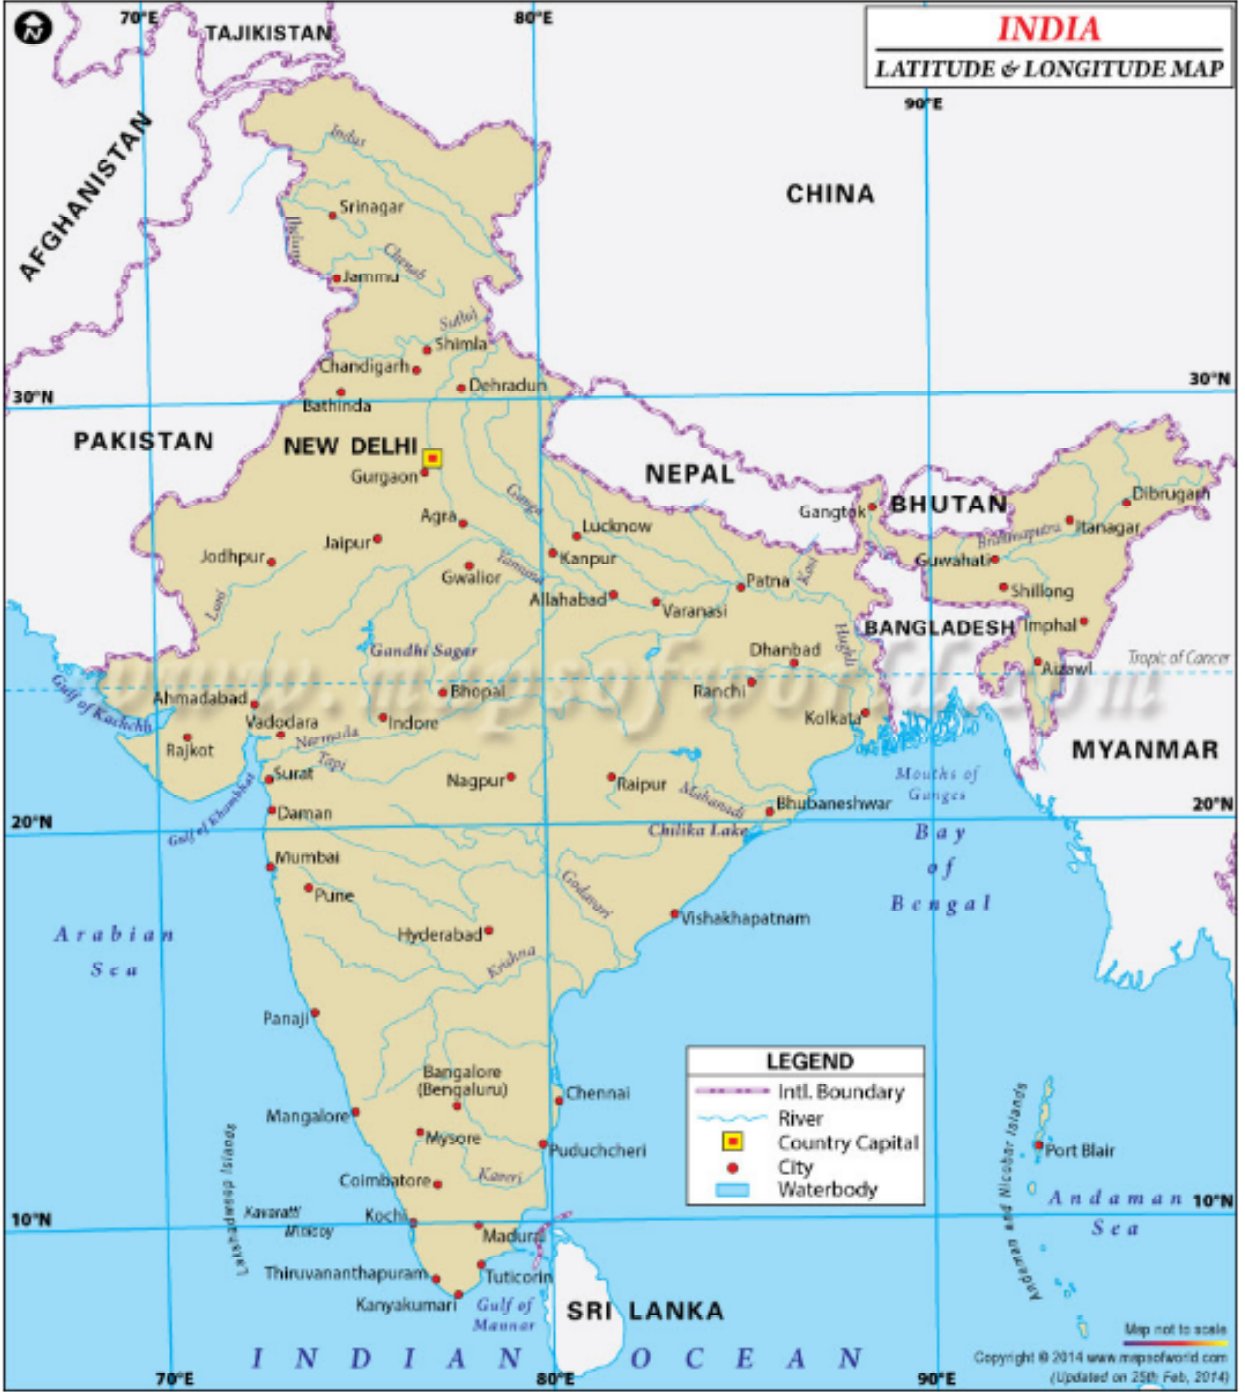 70°E
80°E
INDIA
LATITUDE & LONGITUDE MAP
TAJIKISTAN
90°E
AFGHANISTAN
Indus
CHINA
Srinagar
Jhelum
Chenab
Jammu
Sutluj
Shimla
Chandigarh
Dehradun
30°N
30°N
Bathinda
PAKISTAN
NEW DELHI
NEPAL
Gurgaon
Ganga
Dibrugarh
BHUTAN
Gangtok
Agra
Lucknow
Itanagar
Brahmaputra
Jaipur
Jodhpur
Kanpur
Guwahati
Yamuna
Kosi
Gwalior
Patna
Shillong
Allahabad
Luni
Varanasi
BANGLADESH
Imphal
Hughli
Gandhi Sagar
Dhanbad
Tropic of Cancer
Aizawl
www.mapsofworld.com
Gulf of Kachchh
Ahmadabad
Bhopal
Ranchi
Kolkata
Vadodara
Indore
Narmada
Rajkot
MYANMAR
Tapi
Surat
Nagpur
Raipur
Mouths of
Ganges
Mahanadi
Bhubaneshwar
20°N
Gulf of Khambhat
Daman
20°N
Chilika Lake
Bay
of
Bengal
Mumbai
Pune
Godavari
Vishakhapatnam
Arabian
Sea
Hyderabad
Krishna
Panaji
LEGEND
Intl. Boundary
River
Country Capital
City
Waterbody
Bangalore
(Bengaluru)
Chennai
Mangalore
Mysore
Puduchcheri
Port Blair
Coimbatore
Kaveri
Lakshadweep Islands
Andaman and Nicobar Islands
Andaman
Sea
10°N
10°N
Kavaratti
Minicoy
Kochi
Madurai
Thiruvananthapuram
Tuticorin
Kanyakumari
Gulf of
Mannar
SRI LANKA
INDIAN OCEAN
Map not to scale
Copyright © 2014 www.mapsofworld.com
(Updated on 25th Feb, 2014)
70°E
80°E
90°E